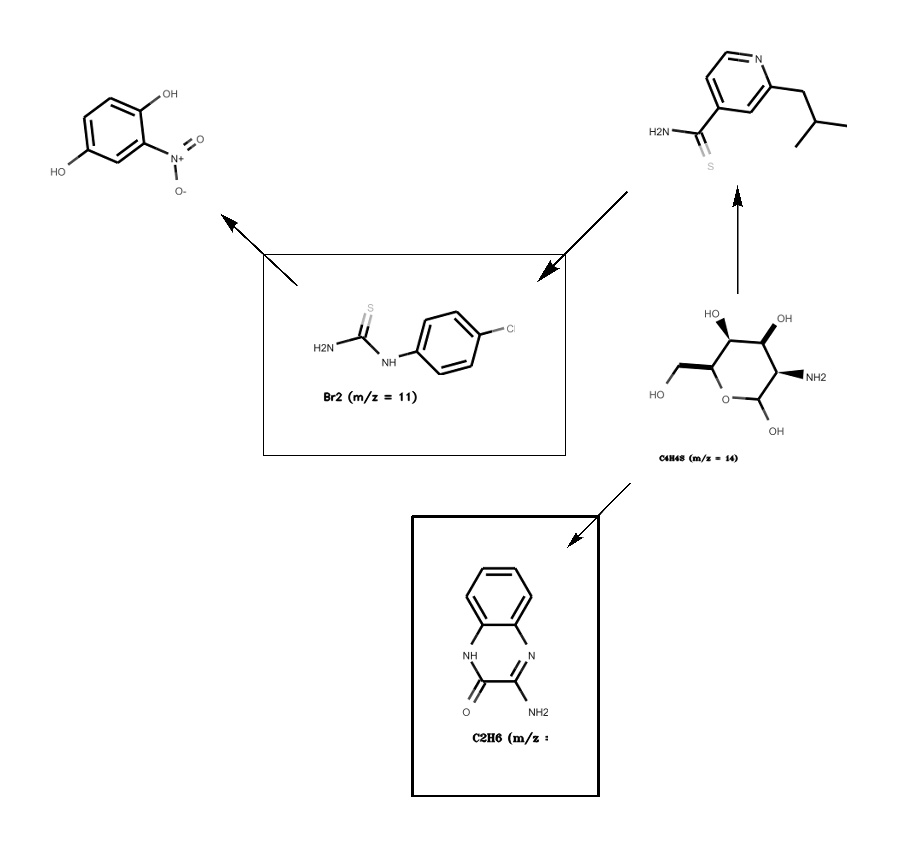 N
OH
O
N+
O-
HO
H2N
S
S
Cl
H2N
NH
Br2 (m/z = 11)
HO
OH
NH2
HO
O
OH
C4H4S (m/z = 14)
NH
N
O
NH2
C2H6 (m/z :